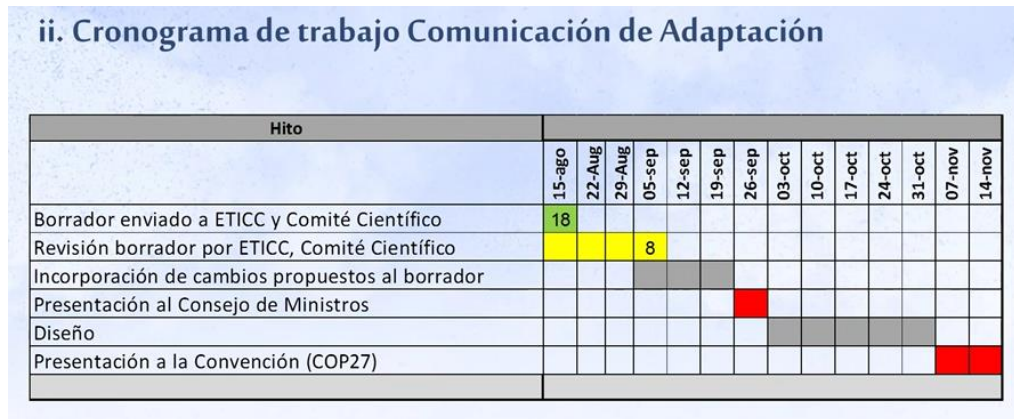 ii. Cronograma de trabajo Comunicación de Adaptación
Hito
15-ago 22-Aug 29-Aug 05-sep 12-sep 19-sep 26-sep 03-oct 10-oct 17-oct 24-oct 31-oct 07-nov 14-nov
Borrador enviado a ETICC y Comité Científico 18
Revisión borrador por ETICC, Comité Científico 8
Incorporación de cambios propuestos al borrador
Presentación al Consejo de Ministros
Diseño
Presentación a la Convención (COP27)